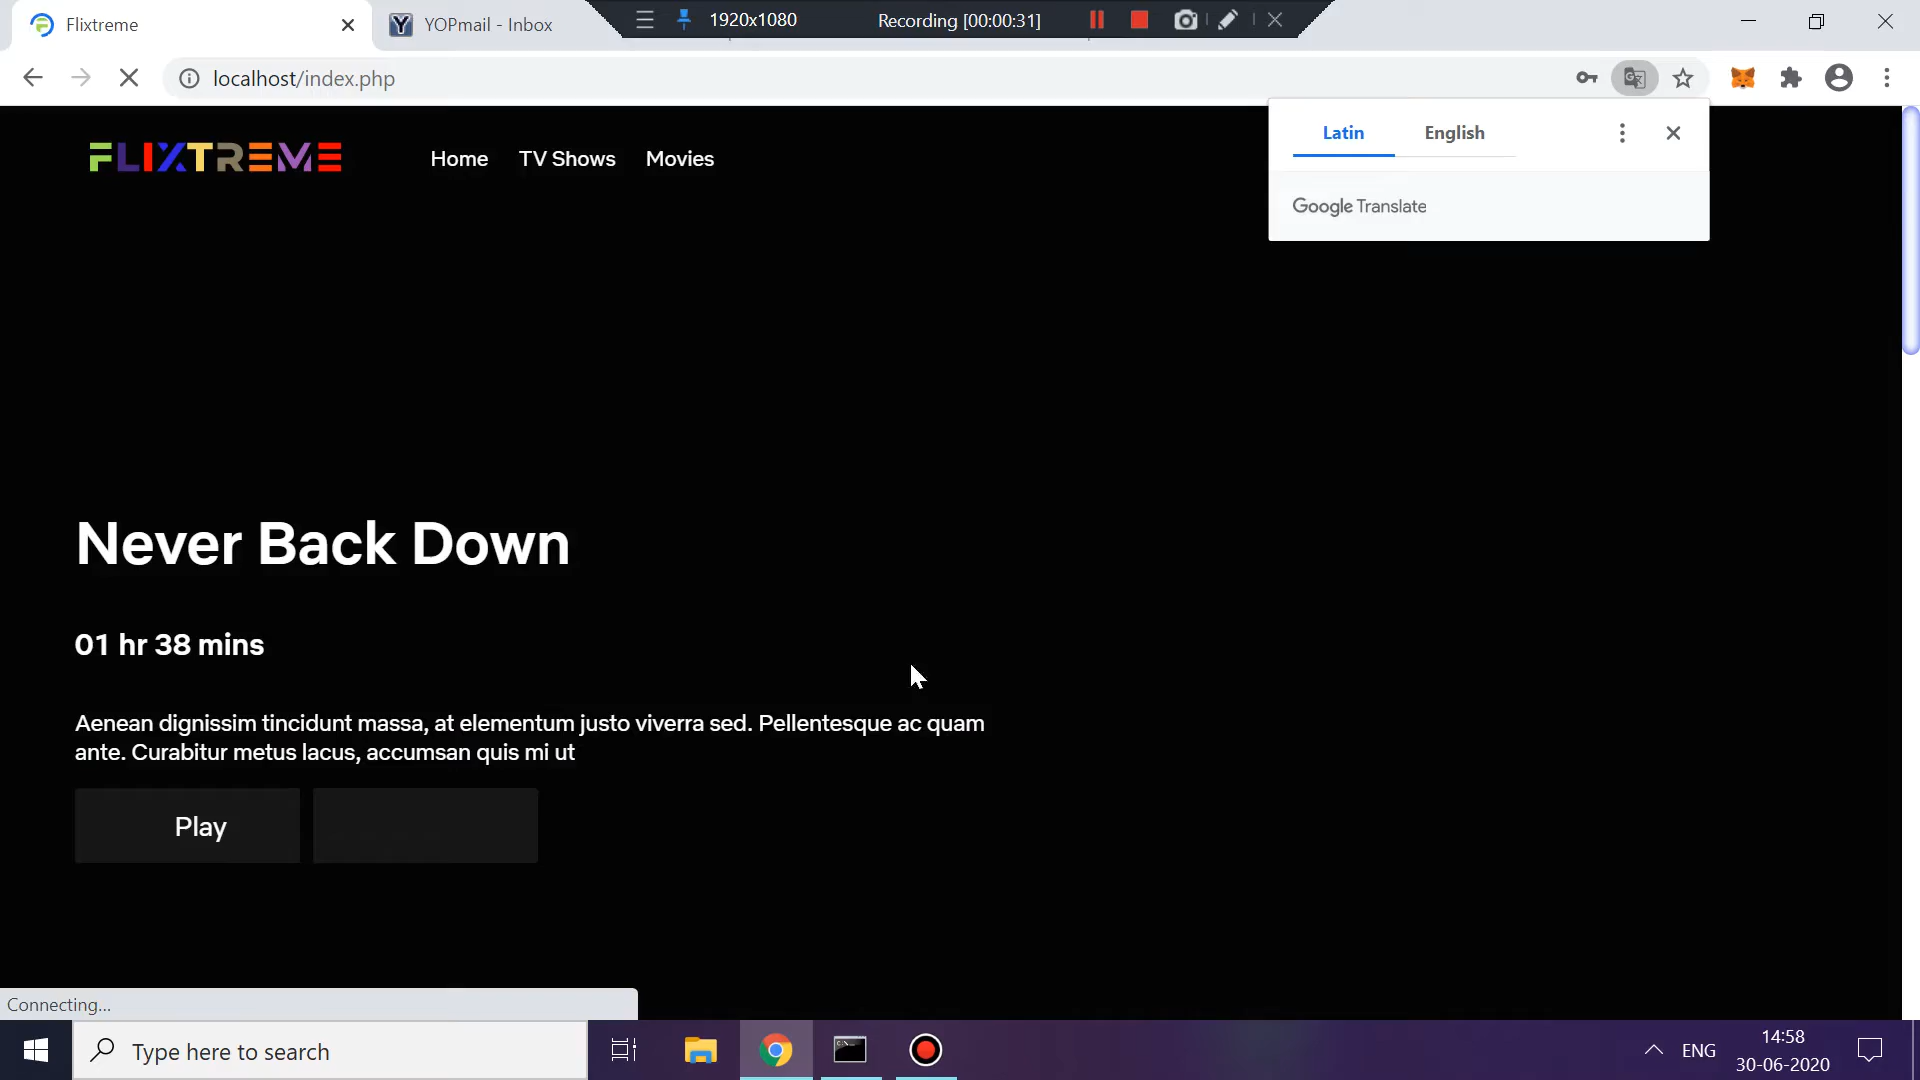 Flixtreme
YOPmail - Inbox
1920x1080
Recording [00:00:31]
localhost/index.php
Latin
English
Google Translate
FLIXTREME
Home
TV Shows
Movies
Never Back Down
01 hr 38 mins
Aenean dignissim tincidunt massa, at elementum justo viverra sed. Pellentesque ac quam
ante. Curabitur metus lacus, accumsan quis mi ut
Play
Connecting...
Type here to search
ENG
14:58
30-06-2020